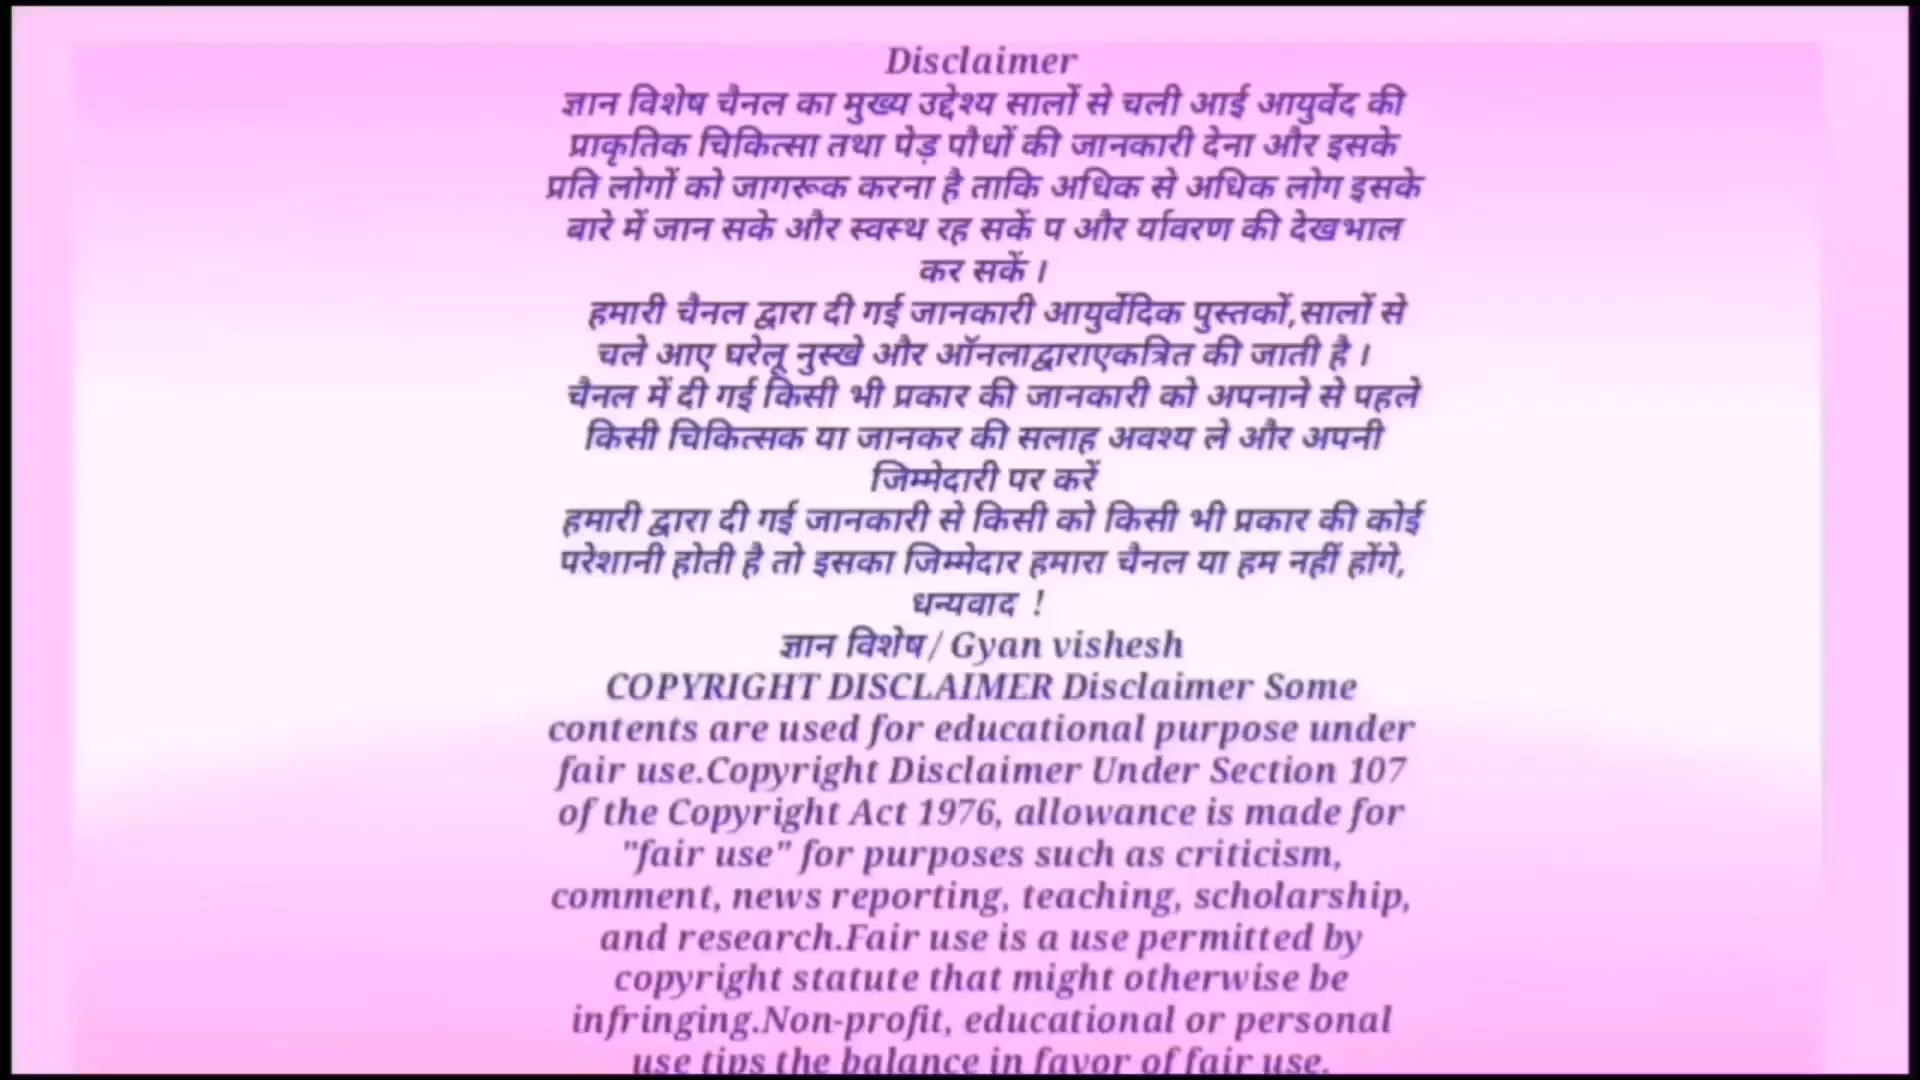 Disclaimer
ज्ञान विशेष चैनल का मुख्य उद्देश्य सालों से चली आई आयुर्वेद की
प्राकृतिक चिकित्सा तथा पेड़ पौधों की जानकारी देना और इसके
प्रति लोगों को जागरूक करना है ताकि अधिक से अधिक लोग इसके
बारे में जान सके और स्वस्थ रह सकें प और र्यावरण की देखभाल
कर सकें ।
हमारी चैनल द्वारा दी गई जानकारी आयुर्वेदिक पुस्तकों,सालों से
चले आए घरेलू नुस्खे और ऑनलाद्वाराएकत्रित की जाती है ।
चैनल में दी गई किसी भी प्रकार की जानकारी को अपनाने से पहले
किसी चिकित्सक या जानकर की सलाह अवश्य ले और अपनी
जिम्मेदारी पर करें
हमारी द्वारा दी गई जानकारी से किसी को किसी भी प्रकार की कोई
परेशानी होती है तो इसका जिम्मेदार हमारा चैनल या हम नहीं होंगे,
धन्यवाद !
ज्ञान विशेष/ Gyan vishesh
COPYRIGHT DISCLAIMER Disclaimer Some
contents are used for educational purpose under
fair use.Copyright Disclaimer Under Section 107
of the Copyright Act 1976, allowance is made for
"fair use" for purposes such as criticism,
comment, news reporting, teaching, scholarship,
and research.Fair use is a use permitted by
copyright statute that might otherwise be
infringing.Non-profit, educational or personal
use tips the balance in favor of fair use.